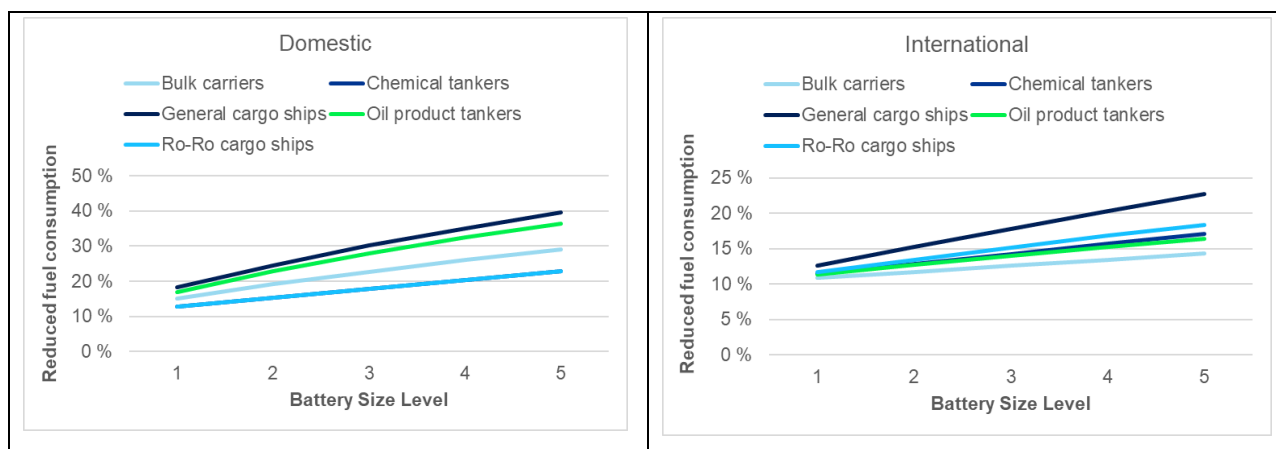 Domestic
Bulk carriers Chemical tankers
General cargo ships Oil product tankers
Ro-Ro cargo ships
Reduced fuel consumption
50 %
40 %
30 %
20 %
10 %
0 %
1 2 3 4 5
Battery Size Level
International
Bulk carriers Chemical tankers
General cargo ships Oil product tankers
Ro-Ro cargo ships
Reduced fuel consumption
25 %
20 %
15 %
10 %
5 %
0 %
1 2 3 4 5
Battery Size Level